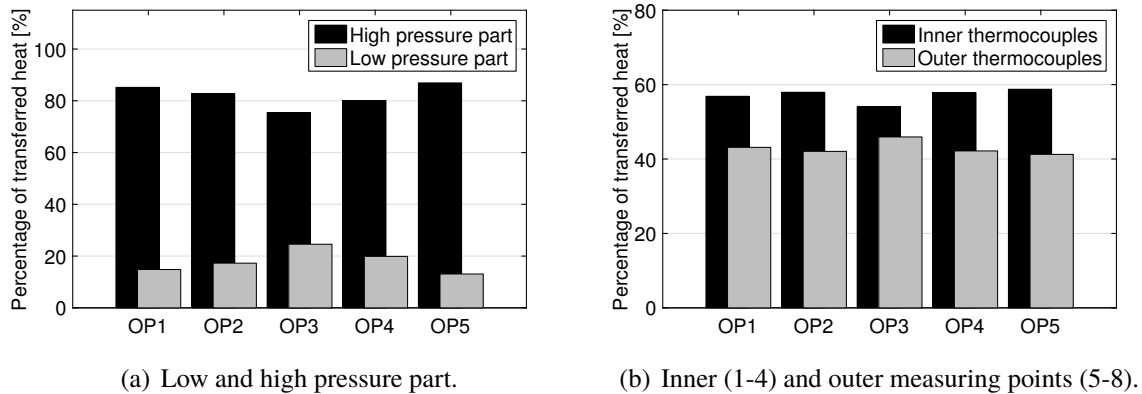 Percentage of transferred heat [%]
100
80
60
40
20
0
High pressure part
Low pressure part
OP1 OP2 OP3 OP4 OP5
(a) Low and high pressure part.
Percentage of transferred heat [%]
80
60
40
20
0
Inner thermocouples
Outer thermocouples
OP1 OP2 OP3 OP4 OP5
(b) Inner (1-4) and outer measuring points (5-8).